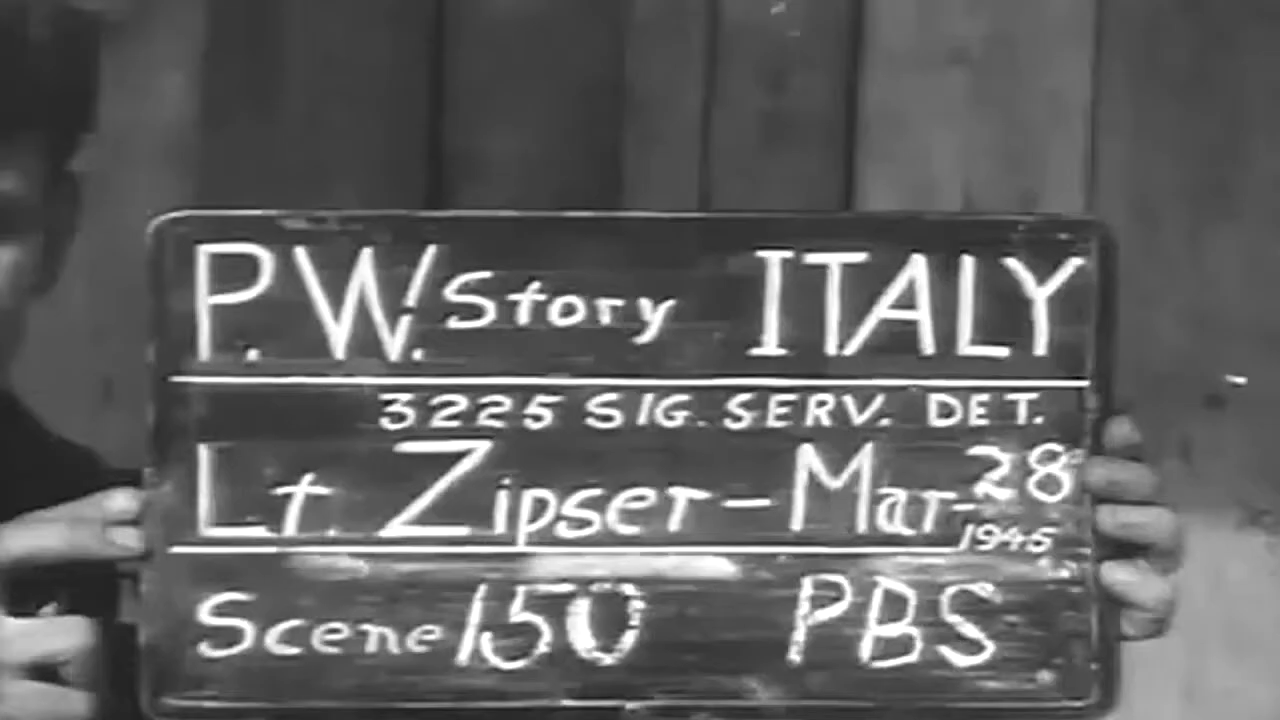 P.W. Story ITALY
3225 SIG. SERV. DET.
Lt. Zipser - Mar - 28
1945
Scene 150 PBS